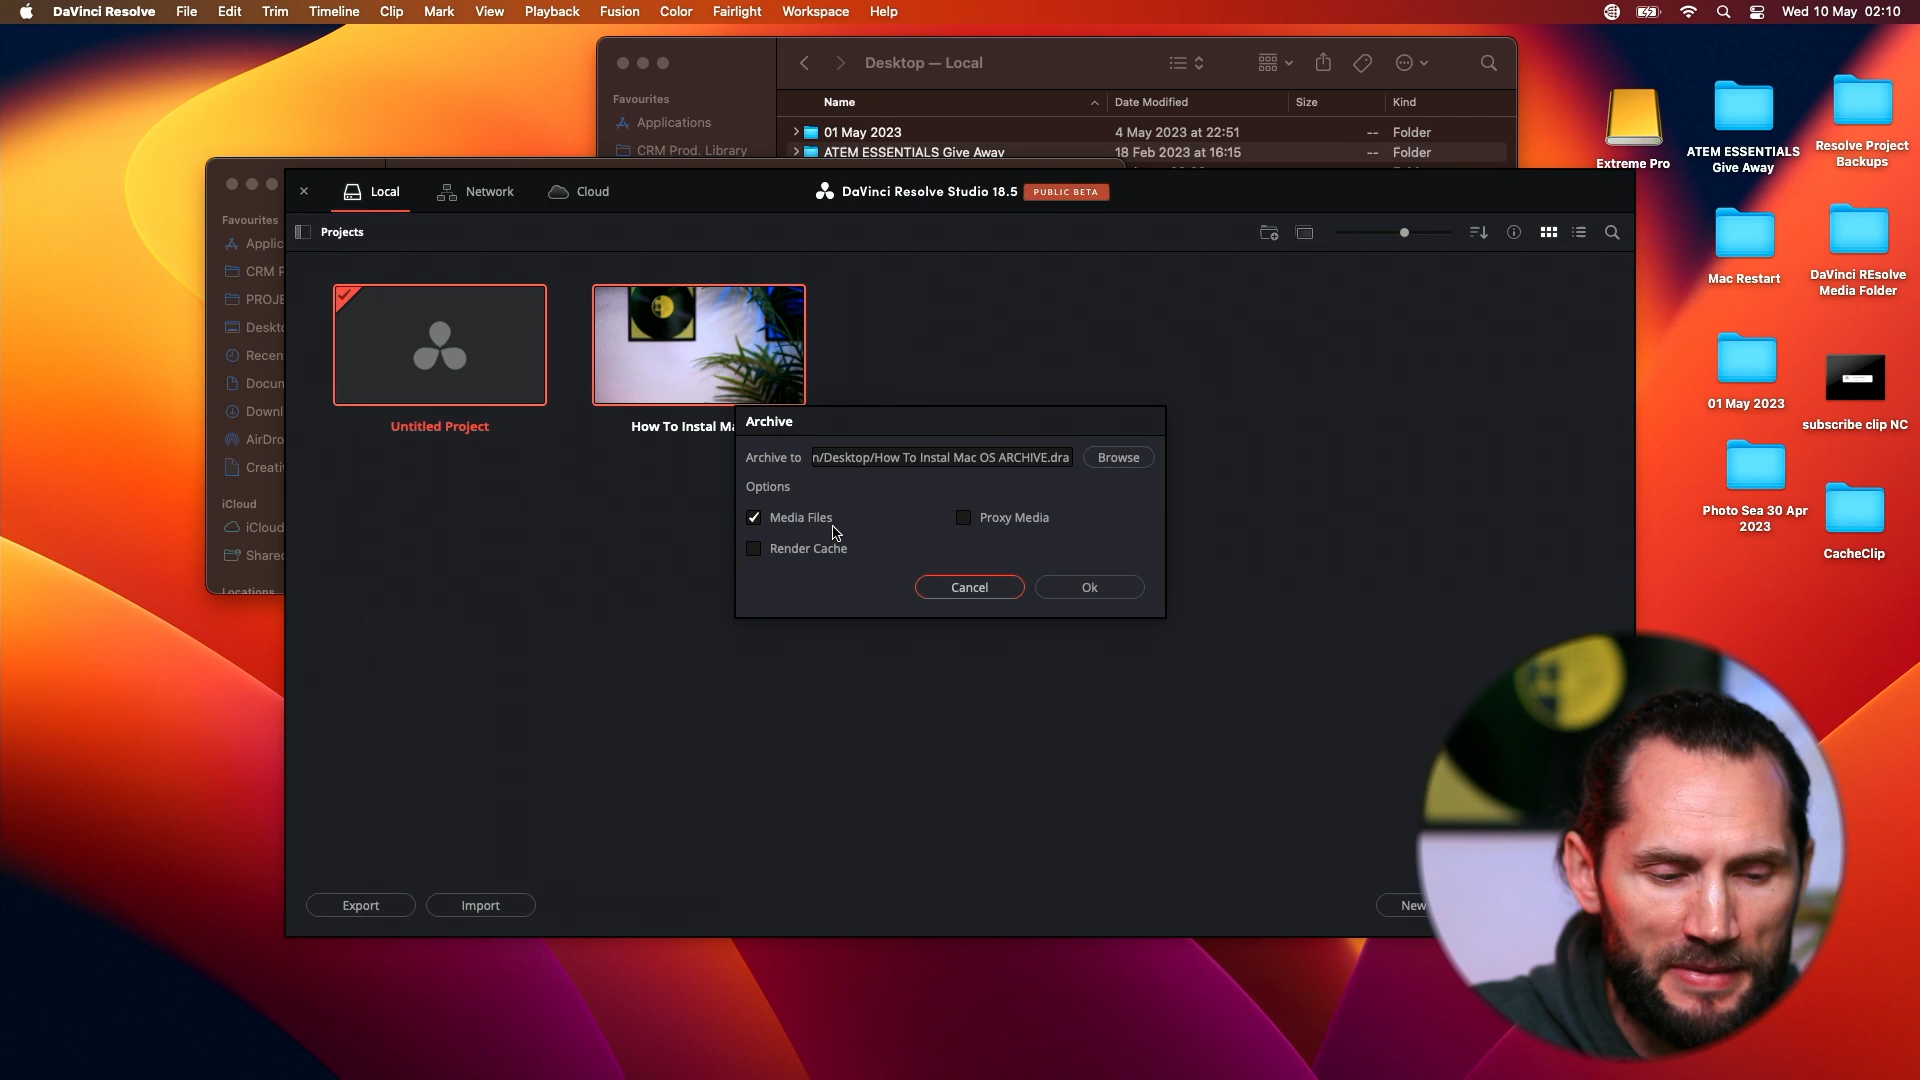 DaVinci Resolve File Edit Trim Timeline Clip Mark View Playback Fusion Color Fairlight Workspace Help Wed 10 May 02:10
Desktop — Local
Favourites
Applications
CRM Prod. Library
Name Date Modified Size Kind
01 May 2023 4 May 2023 at 22:51 -- Folder
ATEM ESSENTIALS Give Away 18 Feb 2023 at 16:15 -- Folder
Favourites
Applic
CRM P
PROJE
Deskto
Recen
Docun
Downl
AirDro
Creati
iCloud
iCloud
Shared
Locations
Local Network Cloud DaVinci Resolve Studio 18.5 PUBLIC BETA
Projects
Untitled Project
How To Instal Ma
Archive
Archive to n/Desktop/How To Instal Mac OS ARCHIVE.dra Browse
Options
Media Files Proxy Media
Render Cache
Cancel Ok
Export Import New
Extreme Pro
ATEM ESSENTIALS
Give Away
Resolve Project
Backups
Mac Restart
DaVinci REsolve
Media Folder
01 May 2023
subscribe clip NC
Photo Sea 30 Apr
2023
CacheClip